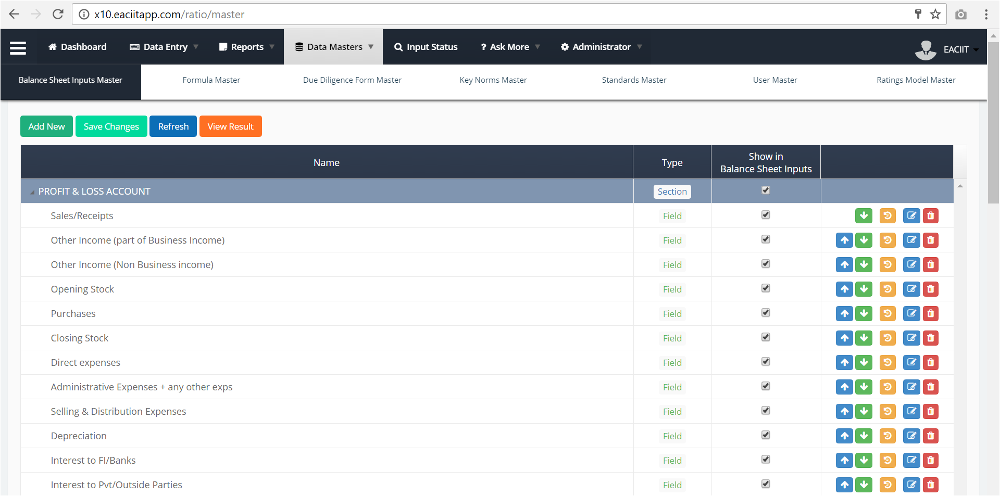 x10.eaciitapp.com/ratio/master
Dashboard Data Entry Reports Data Masters Input Status ? Ask More Administrator EACIIT
Balance Sheet Inputs Master Formula Master Due Diligence Form Master Key Norms Master Standards Master User Master Ratings Model Master
Add New Save Changes Refresh View Result
Name Type Show in
Balance Sheet Inputs
PROFIT & LOSS ACCOUNT Section
Sales/Receipts Field
Other Income (part of Business Income) Field
Other Income (Non Business income) Field
Opening Stock Field
Purchases Field
Closing Stock Field
Direct expenses Field
Administrative Expenses + any other exps Field
Selling & Distribution Expenses Field
Depreciation Field
Interest to FI/Banks Field
Interest to Pvt/Outside Parties Field